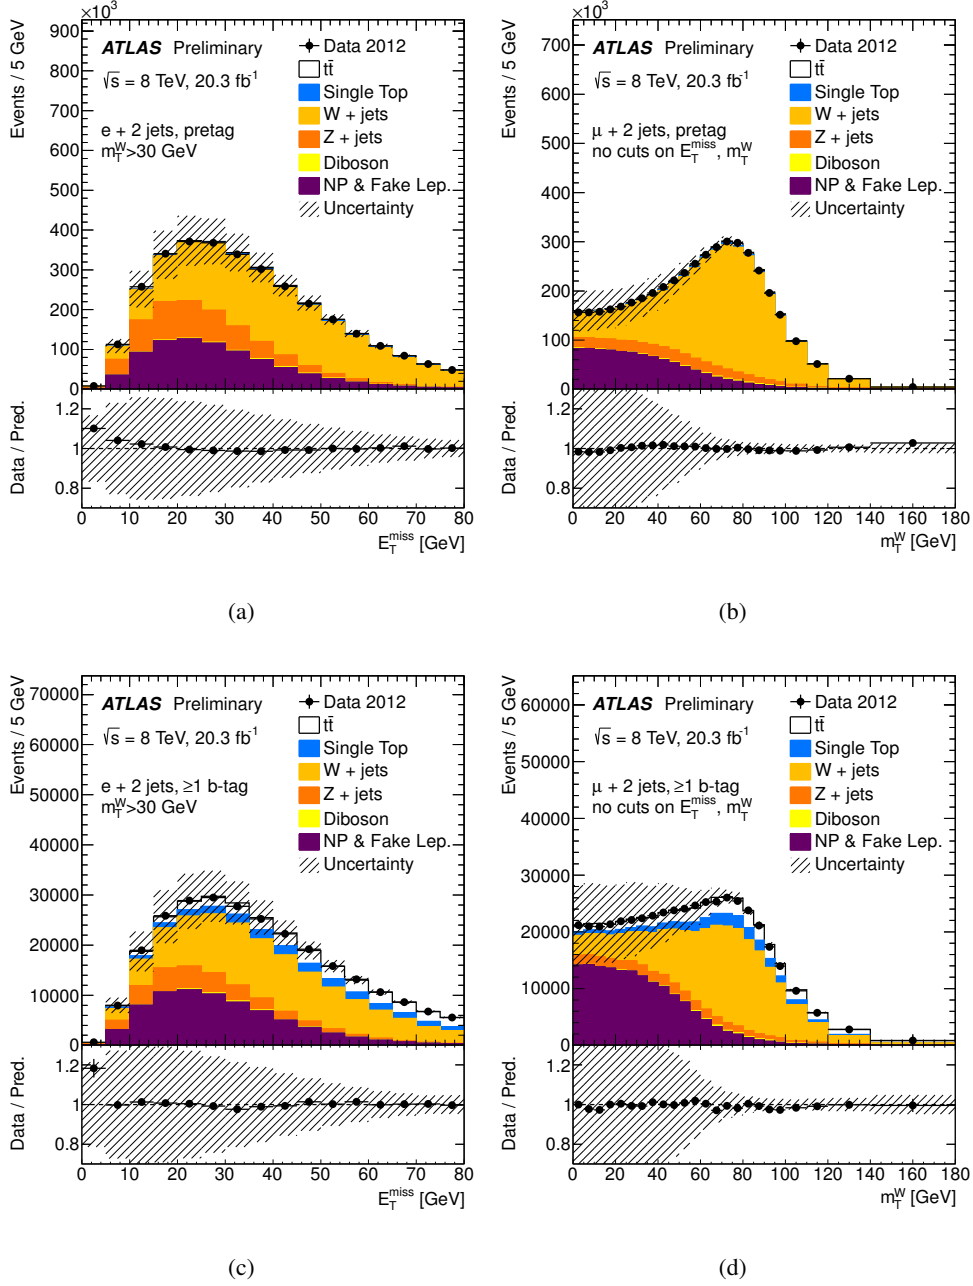 ×10³
Events / 5 GeV
900
800
700
600
500
400
300
200
100
0
ATLAS Preliminary
√s = 8 TeV, 20.3 fb⁻¹
e + 2 jets, pretag
m_T^W>30 GeV
Data 2012
tt̄
Single Top
W + jets
Z + jets
Diboson
NP & Fake Lep.
Uncertainty
Data / Pred.
1.2
1
0.8
0 10 20 30 40 50 60 70 80
E_T^miss [GeV]
(a)
×10³
Events / 5 GeV
700
600
500
400
300
200
100
0
ATLAS Preliminary
√s = 8 TeV, 20.3 fb⁻¹
μ + 2 jets, pretag
no cuts on E_T^miss, m_T^W
Data 2012
tt̄
Single Top
W + jets
Z + jets
Diboson
NP & Fake Lep.
Uncertainty
Data / Pred.
1.2
1
0.8
0 20 40 60 80 100 120 140 160 180
m_T^W [GeV]
(b)
Events / 5 GeV
70000
60000
50000
40000
30000
20000
10000
0
ATLAS Preliminary
√s = 8 TeV, 20.3 fb⁻¹
e + 2 jets, ≥1 b-tag
m_T^W>30 GeV
Data 2012
tt̄
Single Top
W + jets
Z + jets
Diboson
NP & Fake Lep.
Uncertainty
Data / Pred.
1.2
1
0.8
0 10 20 30 40 50 60 70 80
E_T^miss [GeV]
(c)
Events / 5 GeV
60000
50000
40000
30000
20000
10000
0
ATLAS Preliminary
√s = 8 TeV, 20.3 fb⁻¹
μ + 2 jets, ≥1 b-tag
no cuts on E_T^miss, m_T^W
Data 2012
tt̄
Single Top
W + jets
Z + jets
Diboson
NP & Fake Lep.
Uncertainty
Data / Pred.
1.2
1
0.8
0 20 40 60 80 100 120 140 160 180
m_T^W [GeV]
(d)